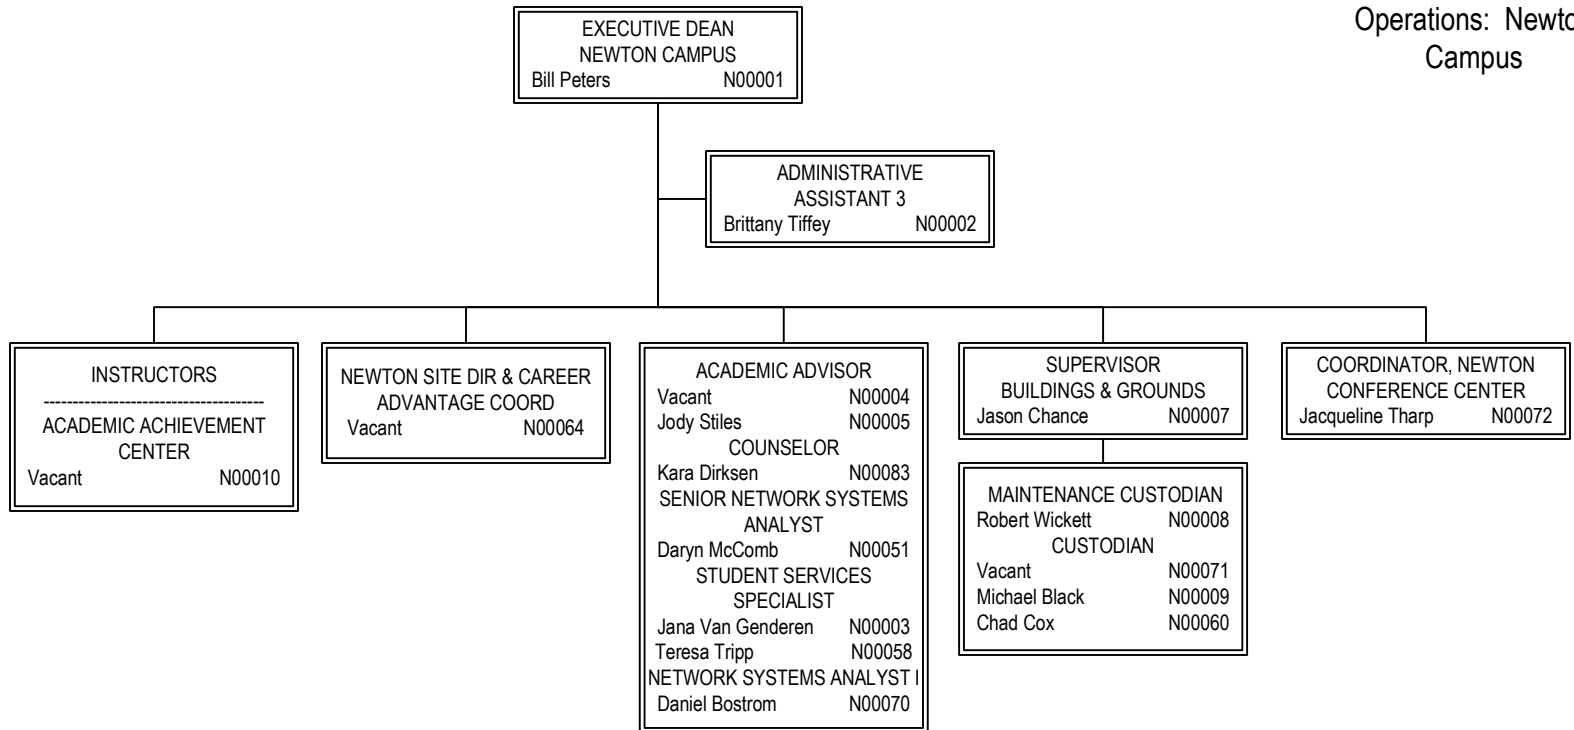 Operations: Newto
Campus
EXECUTIVE DEAN
NEWTON CAMPUS
Bill Peters N00001
ADMINISTRATIVE
ASSISTANT 3
Brittany Tiffey N00002
INSTRUCTORS
--------------------------------------
ACADEMIC ACHIEVEMENT
CENTER
Vacant N00010
NEWTON SITE DIR & CAREER
ADVANTAGE COORD
Vacant N00064
ACADEMIC ADVISOR
Vacant N00004
Jody Stiles N00005
COUNSELOR
Kara Dirksen N00083
SENIOR NETWORK SYSTEMS
ANALYST
Daryn McComb N00051
STUDENT SERVICES
SPECIALIST
Jana Van Genderen N00003
Teresa Tripp N00058
NETWORK SYSTEMS ANALYST I
Daniel Bostrom N00070
SUPERVISOR
BUILDINGS & GROUNDS
Jason Chance N00007
MAINTENANCE CUSTODIAN
Robert Wickett N00008
CUSTODIAN
Vacant N00071
Michael Black N00009
Chad Cox N00060
COORDINATOR, NEWTON
CONFERENCE CENTER
Jacqueline Tharp N00072